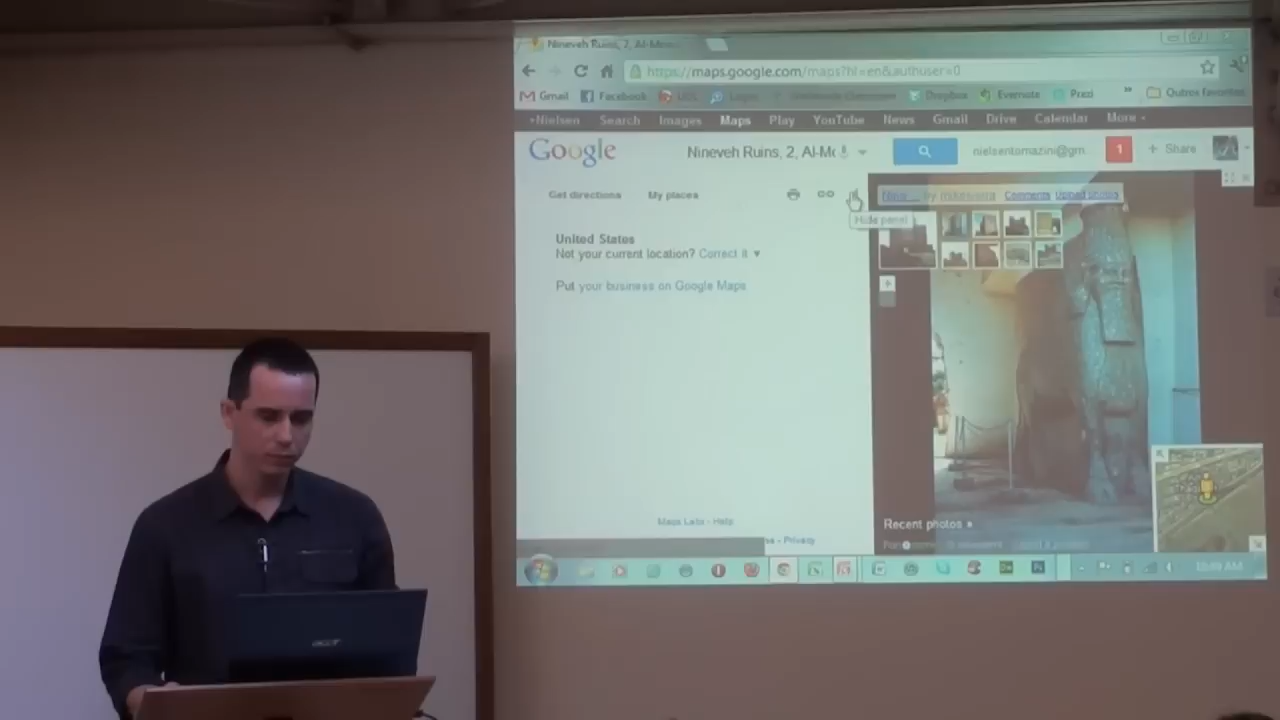 Nineveh Ruins, 2, Al-Mo
https://maps.google.com/maps?hl=en&authuser=0
Gmail Facebook Dropbox Evernote Prezi » Outros favoritos
+Nielsen Search Images Maps Play YouTube News Gmail Drive Calendar More
Google Nineveh Ruins, 2, Al-Mo nielsentomazini@gm 1 + Share
Get directions My places
Comments Upload photos
Hide panel
United States
Not your current location? Correct it ▼
Put your business on Google Maps
Maps Labs - Help
Recent photos
- Privacy
AM
acer